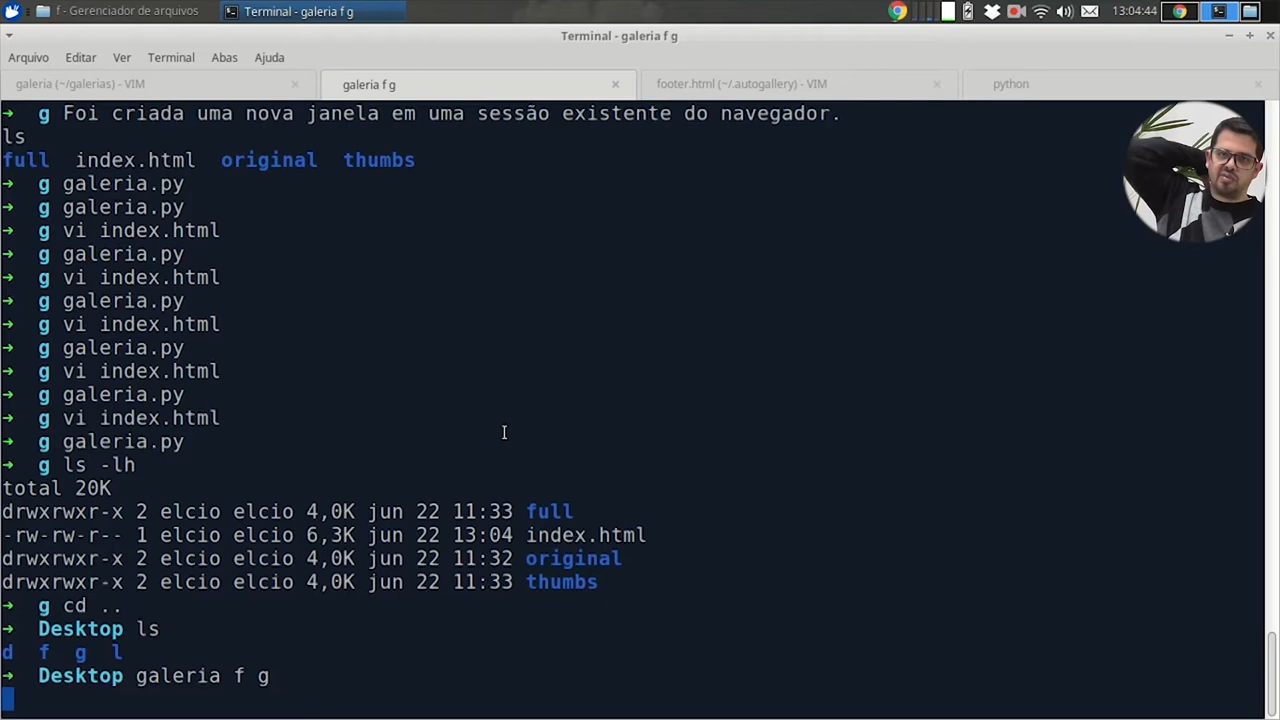 f - Gerenciador de arquivos
Terminal - galeria f g
13:04:44
Terminal - galeria f g
Arquivo Editar Ver Terminal Abas Ajuda
galeria (~/galerias) - VIM
galeria f g
footer.html (~/.autogallery) - VIM
python
➜ g Foi criada uma nova janela em uma sessão existente do navegador.
ls
full index.html original thumbs
➜ g galeria.py
➜ g galeria.py
➜ g vi index.html
➜ g galeria.py
➜ g vi index.html
➜ g galeria.py
➜ g vi index.html
➜ g galeria.py
➜ g vi index.html
➜ g galeria.py
➜ g vi index.html
➜ g galeria.py
➜ g ls -lh
total 20K
drwxrwxr-x 2 elcio elcio 4,0K jun 22 11:33 full
-rw-rw-r-- 1 elcio elcio 6,3K jun 22 13:04 index.html
drwxrwxr-x 2 elcio elcio 4,0K jun 22 11:32 original
drwxrwxr-x 2 elcio elcio 4,0K jun 22 11:33 thumbs
➜ g cd ..
➜ Desktop ls
d f g l
➜ Desktop galeria f g